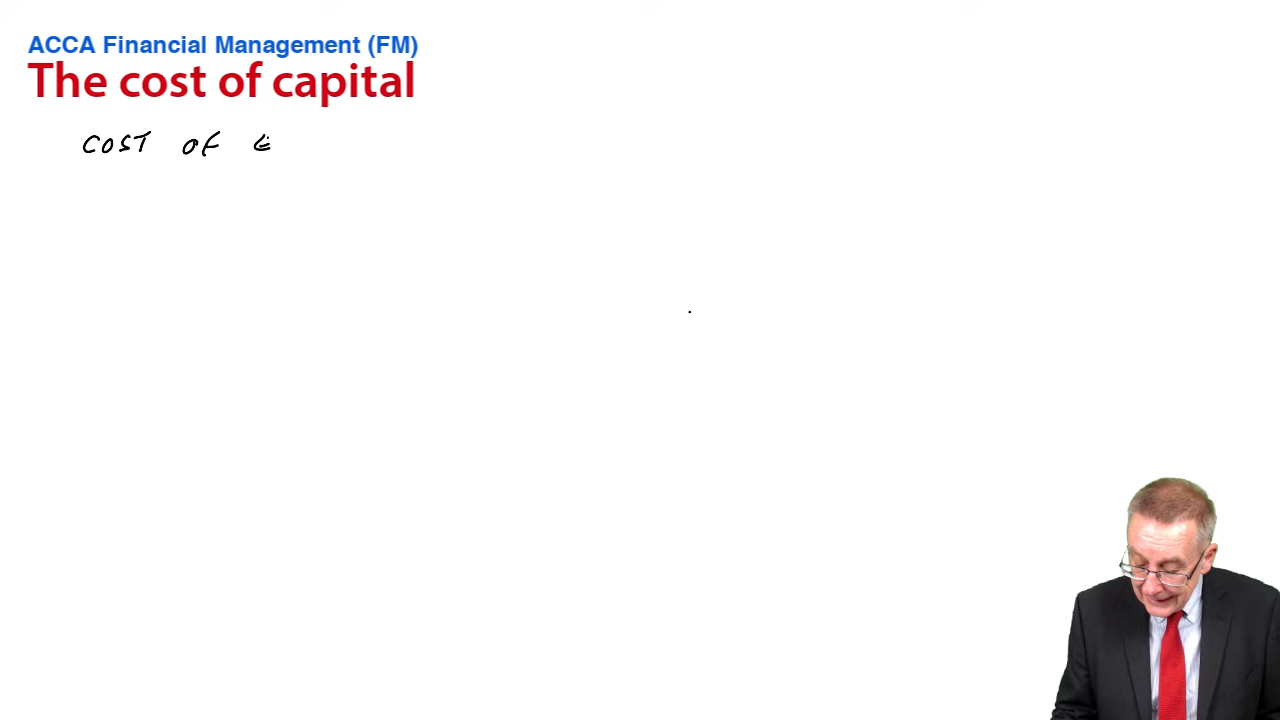 ACCA Financial Management (FM)
The cost of capital
COST OF E